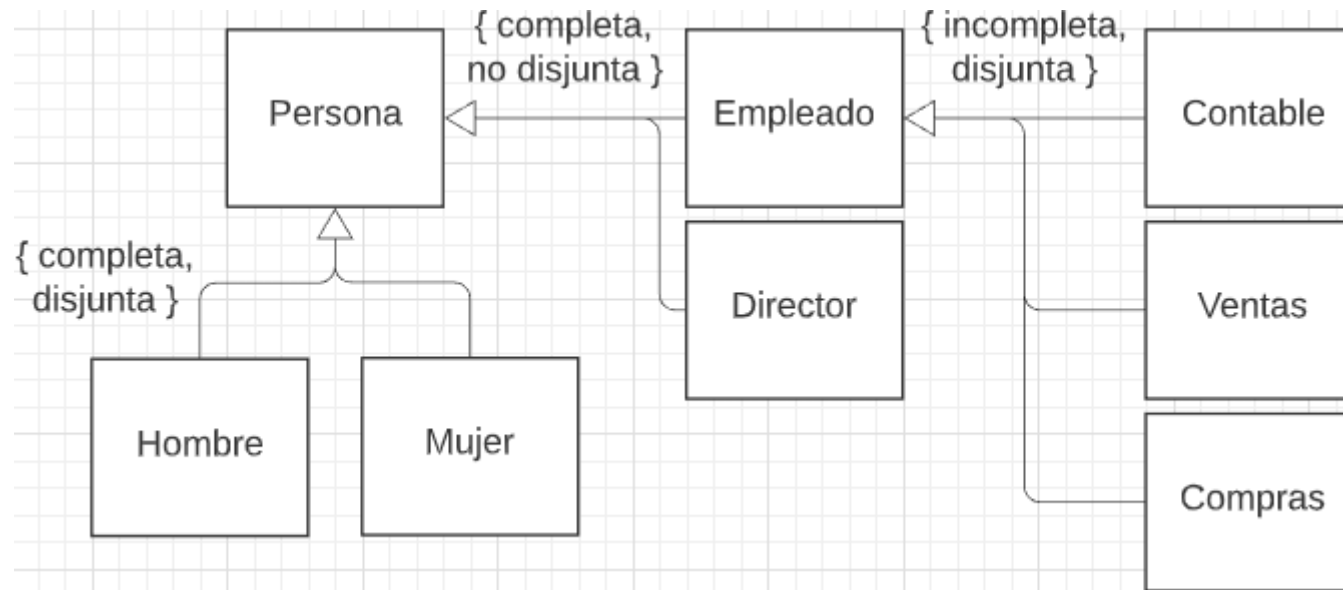 { completa,
no disjunta }
{ incompleta,
disjunta }
Persona
Empleado
Contable
{ completa,
disjunta }
Director
Ventas
Hombre
Mujer
Compras